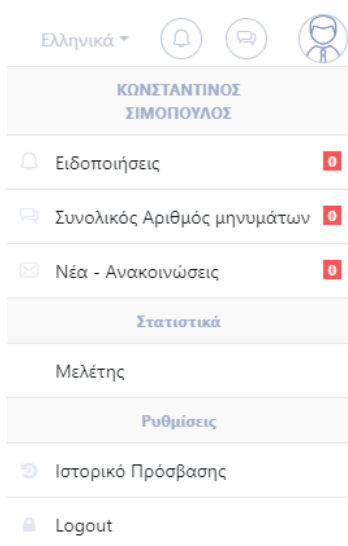 Ελληνικά
ΚΩΝΣΤΑΝΤΙΝΟΣ
ΣΙΜΟΠΟΥΛΟΣ
Ειδοποιήσεις 0
Συνολικός Αριθμός μηνυμάτων 0
Νέα - Ανακοινώσεις 0
Στατιστικά
Μελέτης
Ρυθμίσεις
Ιστορικό Πρόσβασης
Logout